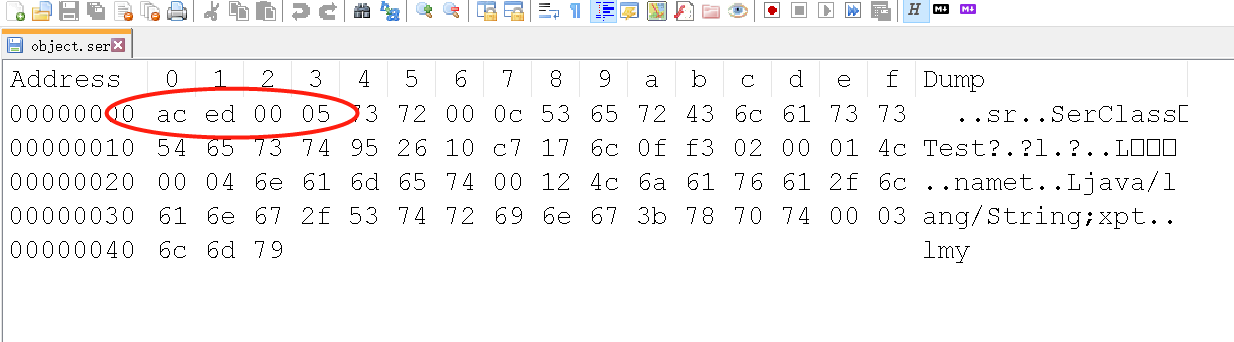 object.ser
Address 0 1 2 3 4 5 6 7 8 9 a b c d e f Dump
00000000 ac ed 00 05 73 72 00 0c 53 65 72 43 6c 61 73 73 ..sr..SerClass□
00000010 54 65 73 74 95 26 10 c7 17 6c 0f f3 02 00 01 4c Test?.?l.?..L□□□
00000020 00 04 6e 61 6d 65 74 00 12 4c 6a 61 76 61 2f 6c ..namet..Ljava/l
00000030 61 6e 67 2f 53 74 72 69 6e 67 3b 78 70 74 00 03 ang/String;xpt..
00000040 6c 6d 79 lmy